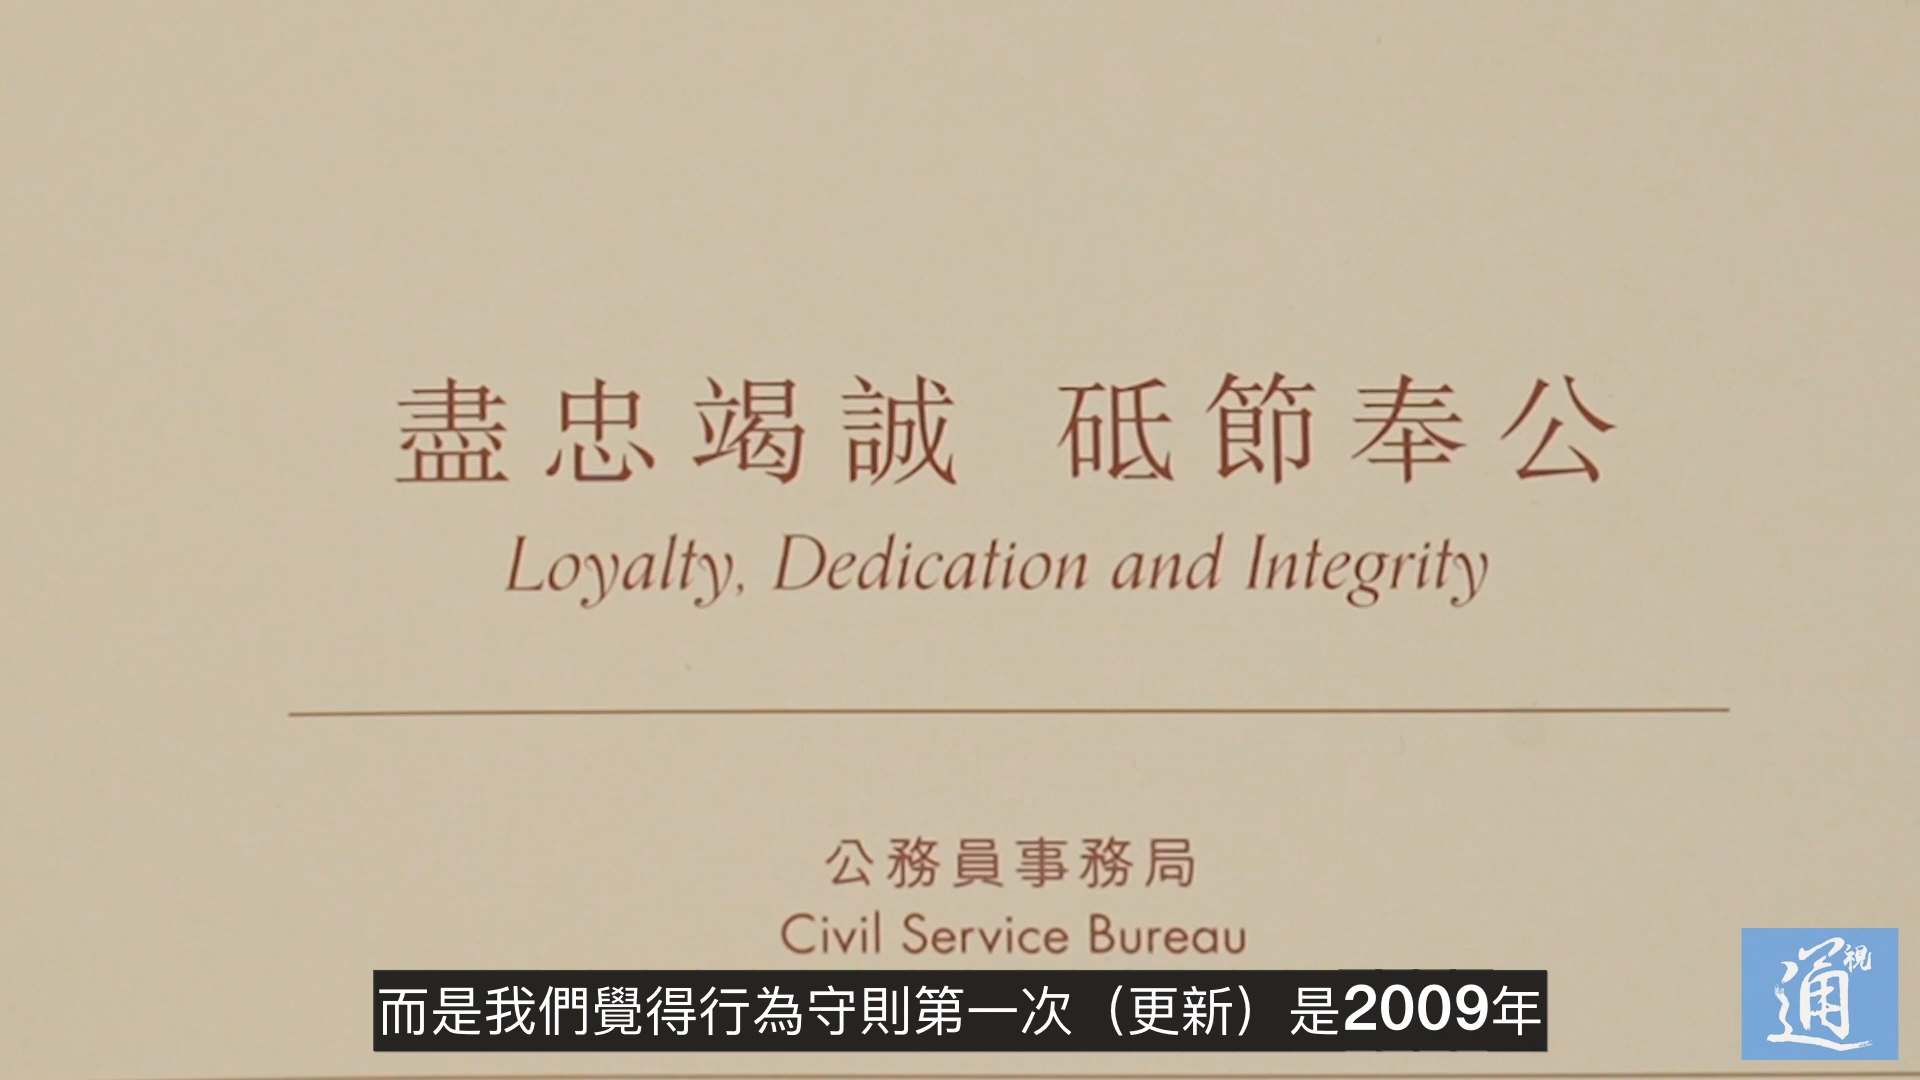 盡忠竭誠 砥節奉公
Loyalty, Dedication and Integrity
公務員事務局
Civil Service Bureau
而是我們覺得行為守則第一次（更新）是2009年
通視